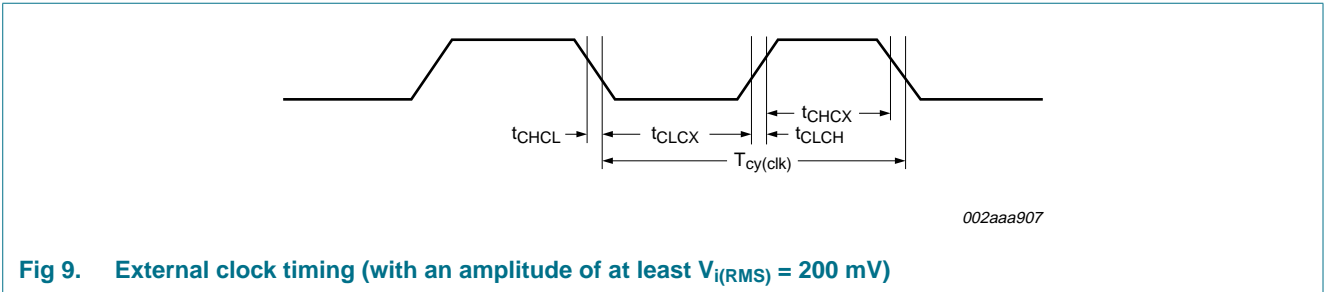 tCHCX
tCHCL tCLCX tCLCH
Tcy(clk)
002aaa907
Fig 9. External clock timing (with an amplitude of at least Vi(RMS) = 200 mV)